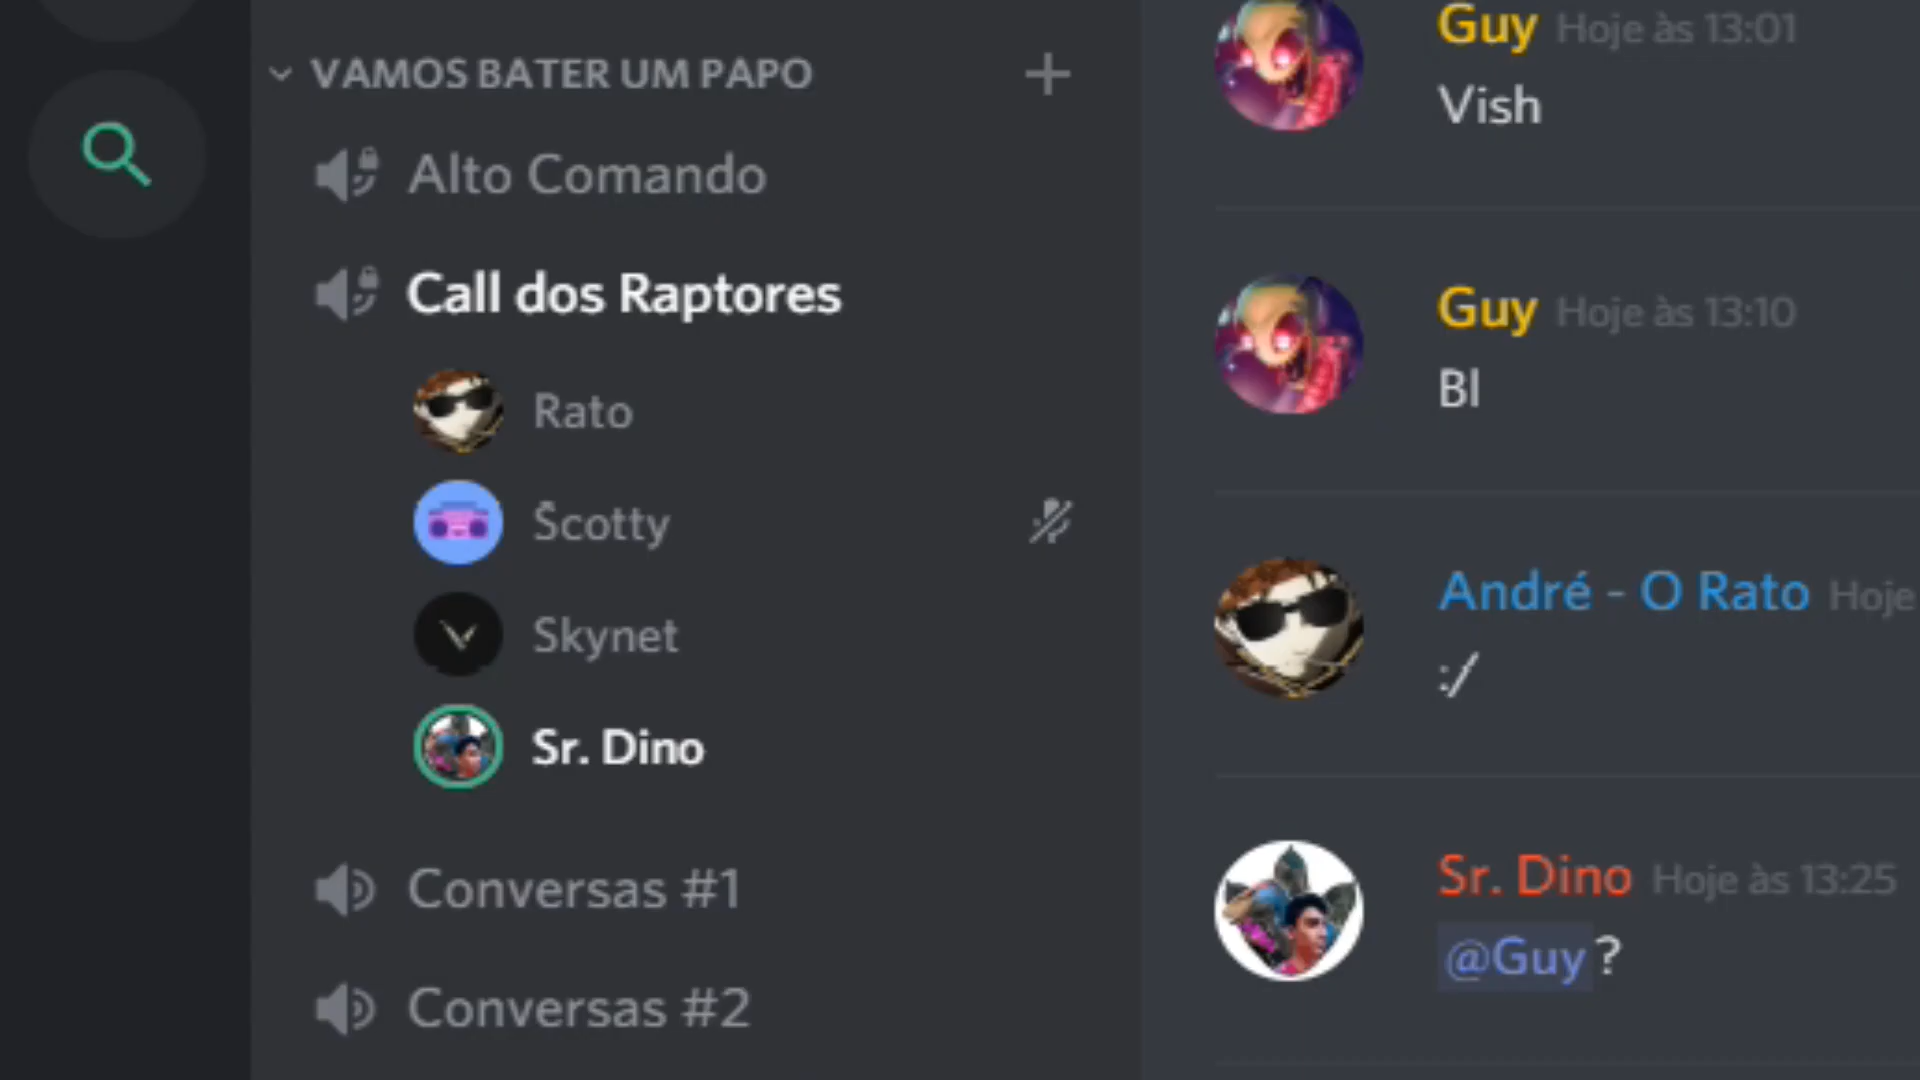 VAMOS BATER UM PAPO
Alto Comando
Call dos Raptores
Rato
Scotty
Skynet
Sr. Dino
Conversas #1
Conversas #2
Guy Hoje às 13:01
Vish
Guy Hoje às 13:10
Bl
André - O Rato Hoje
:/
Sr. Dino Hoje às 13:25
@Guy ?